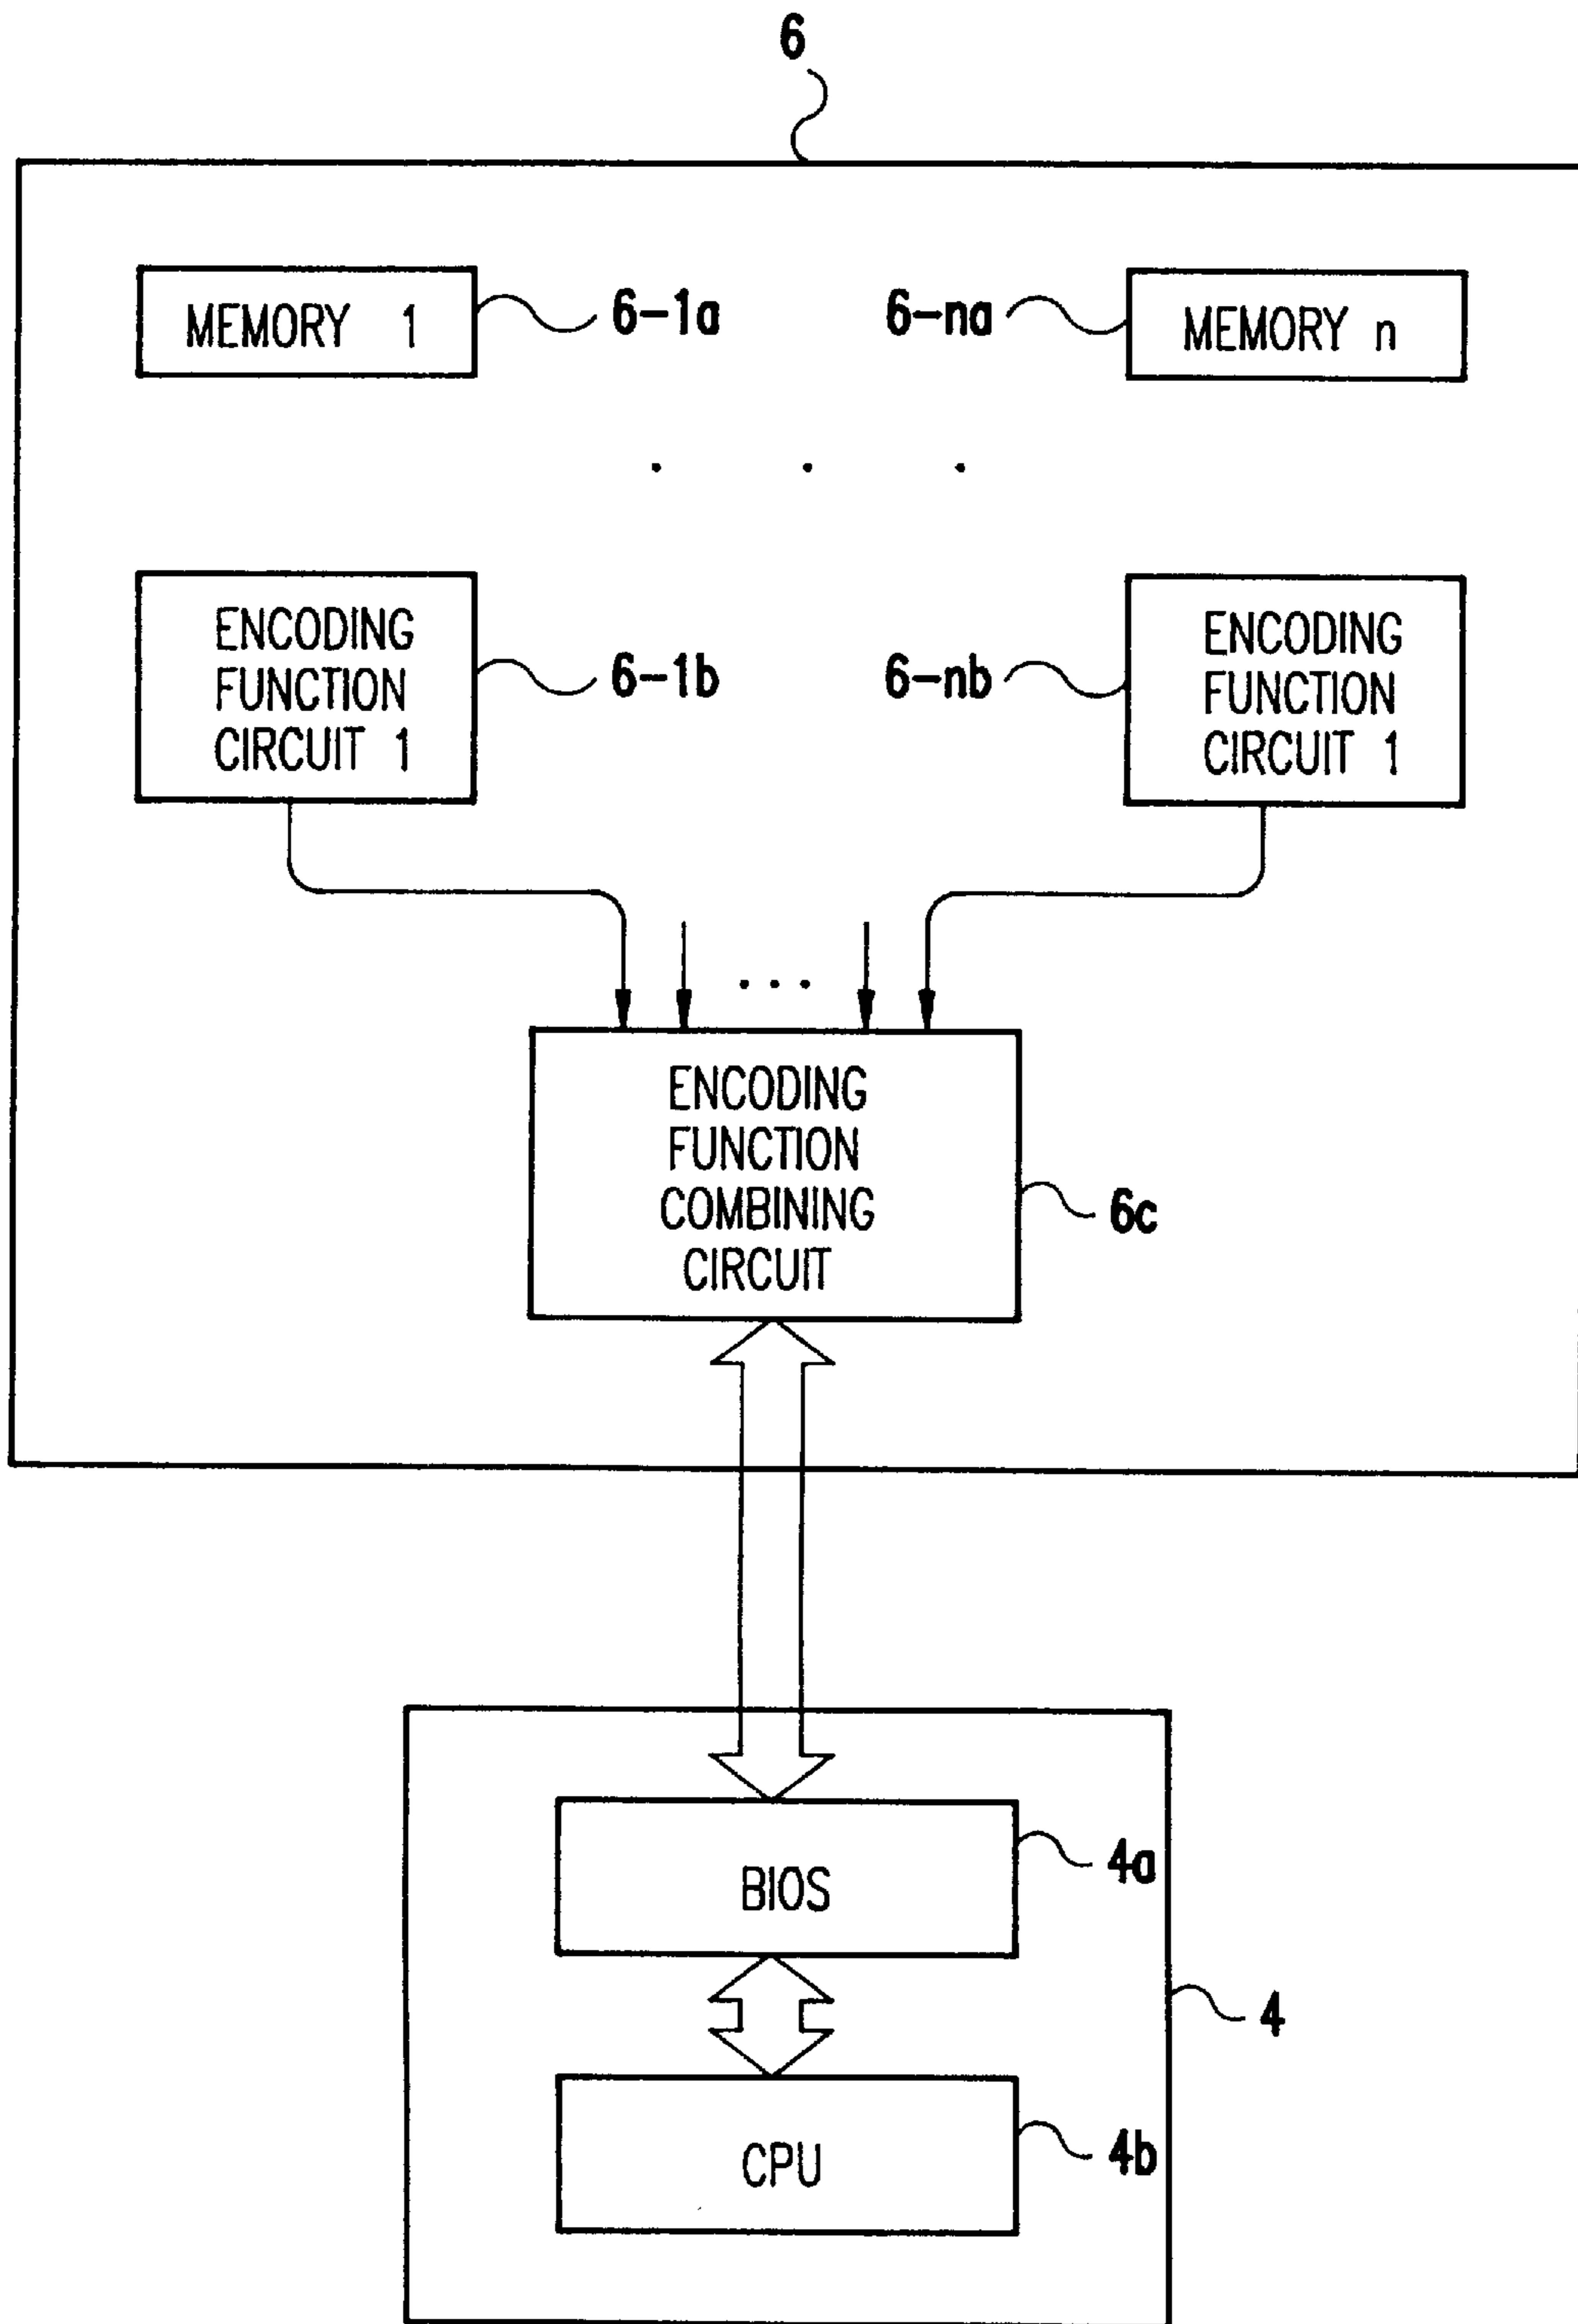 6
MEMORY 1
6-1a
6-na
MEMORY n
ENCODING
FUNCTION
CIRCUIT 1
6-1b
6-nb
ENCODING
FUNCTION
CIRCUIT 1
ENCODING
FUNCTION
COMBINING
CIRCUIT
6c
BIOS
4a
4
CPU
4b